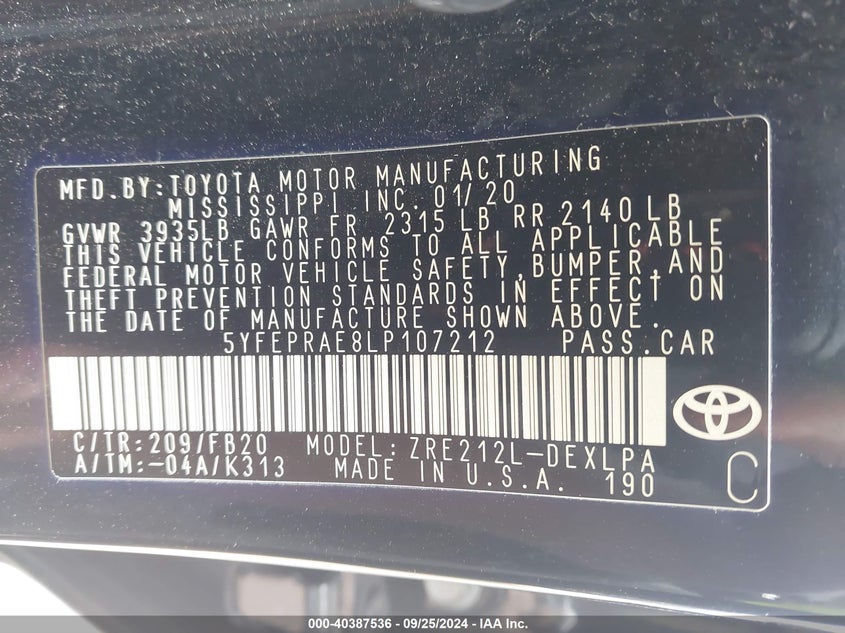 MFD.BY:TOYOTA MOTOR MANUFACTURING
MISSISSIPPI INC. 01/20
GVWR 3935LB GAWR FR 2315 LB RR 2140 LB
THIS VEHICLE CONFORMS TO ALL APPLICABLE
FEDERAL MOTOR VEHICLE SAFETY,BUMPER,AND
THEFT PREVENTION STANDARDS IN EFFECT ON
THE DATE OF MANUFACTURE SHOWN ABOVE.
5YFEPRAE8LP107212 PASS.CAR
C/TR:209/FB20 MODEL:ZRE212L-DEXLPA
A/TM:-04A/K313 MADE IN U.S.A. 190
C
000-40387536 - 09/25/2024 - IAA Inc.